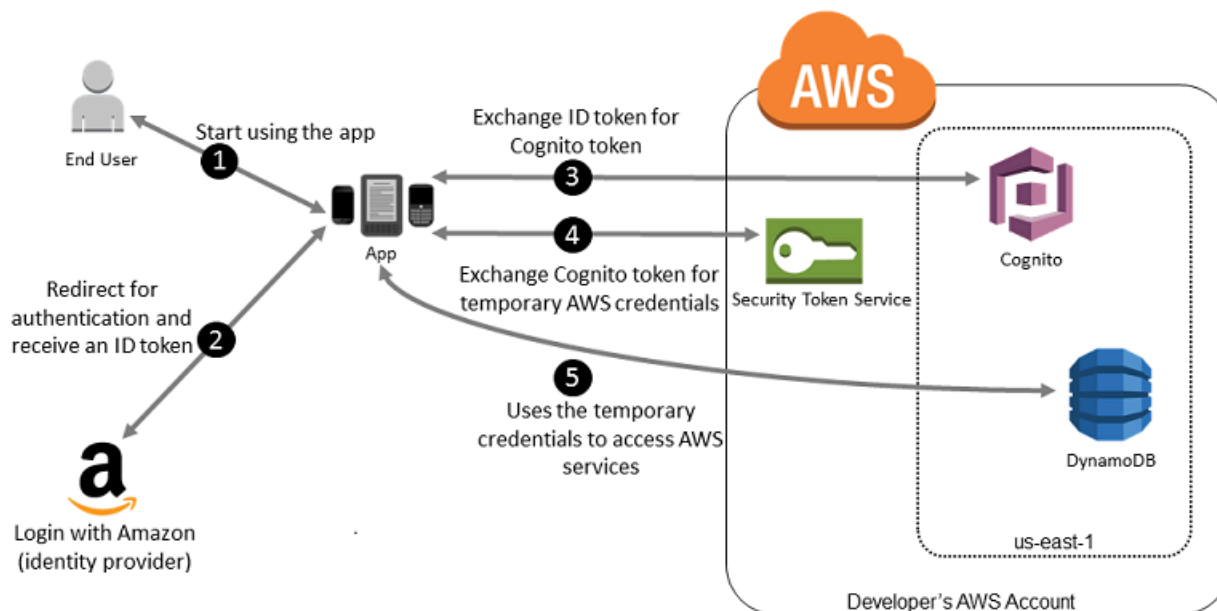 AWS
End User
Start using the app
1
Exchange ID token for
Cognito token
3
App
4
Exchange Cognito token for
temporary AWS credentials
Security Token Service
Cognito
Redirect for
authentication and
receive an ID token
2
5
Uses the temporary
credentials to access AWS
services
DynamoDB
a
Login with Amazon
(identity provider)
us-east-1
Developer's AWS Account